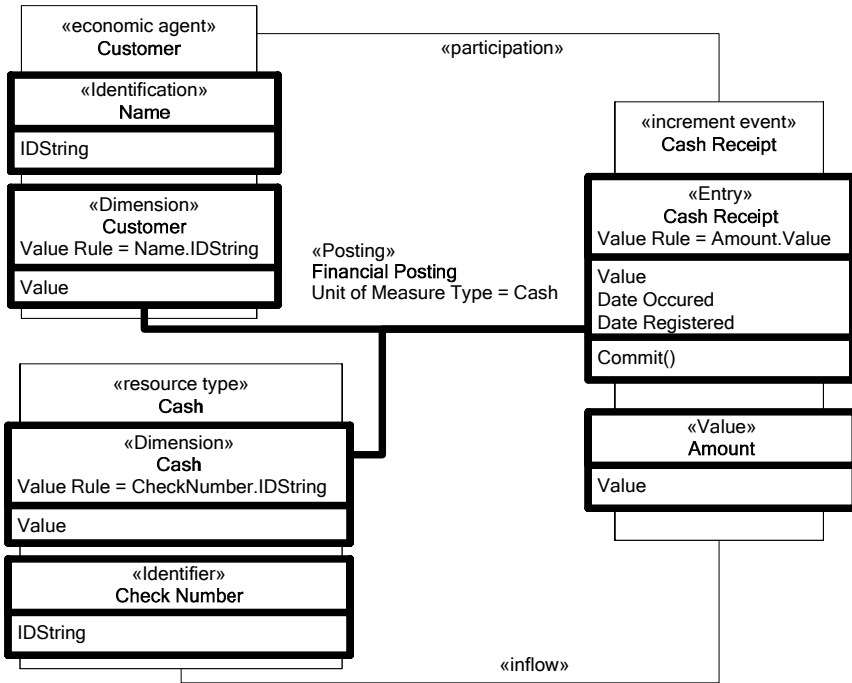 «economic agent»
Customer
«Identification»
Name
IDString
«Dimension»
Customer
Value Rule = Name.IDString
Value
«participation»
«increment event»
Cash Receipt
«Entry»
Cash Receipt
Value Rule = Amount.Value
Value
Date Occured
Date Registered
Commit()
«Value»
Amount
Value
«Posting»
Financial Posting
Unit of Measure Type = Cash
«resource type»
Cash
«Dimension»
Cash
Value Rule = CheckNumber.IDString
Value
«Identifier»
Check Number
IDString
«inflow»